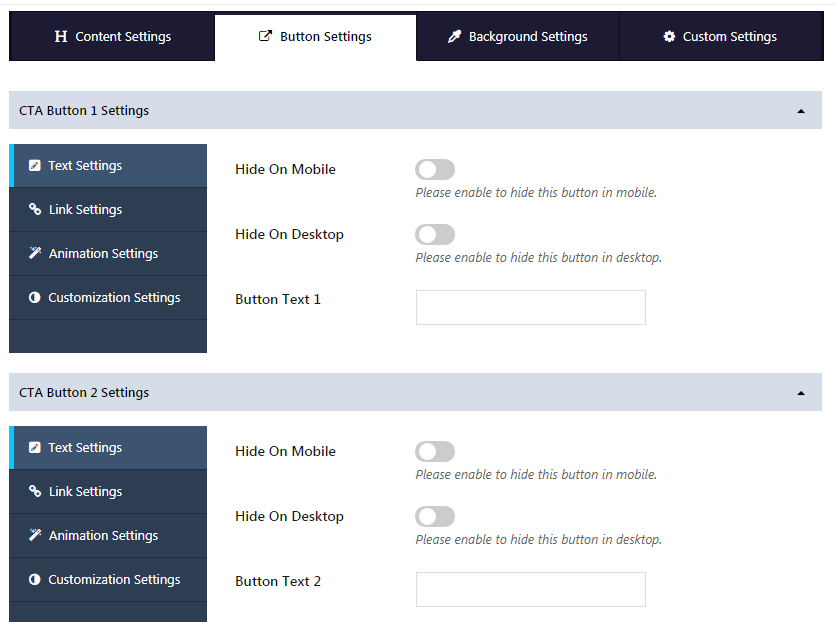 Content Settings
Button Settings
Background Settings
Custom Settings
CTA Button 1 Settings
Text Settings
Link Settings
Animation Settings
Customization Settings
Hide On Mobile
Please enable to hide this button in mobile.
Hide On Desktop
Please enable to hide this button in desktop.
Button Text 1
CTA Button 2 Settings
Text Settings
Link Settings
Animation Settings
Customization Settings
Hide On Mobile
Please enable to hide this button in mobile.
Hide On Desktop
Please enable to hide this button in desktop.
Button Text 2